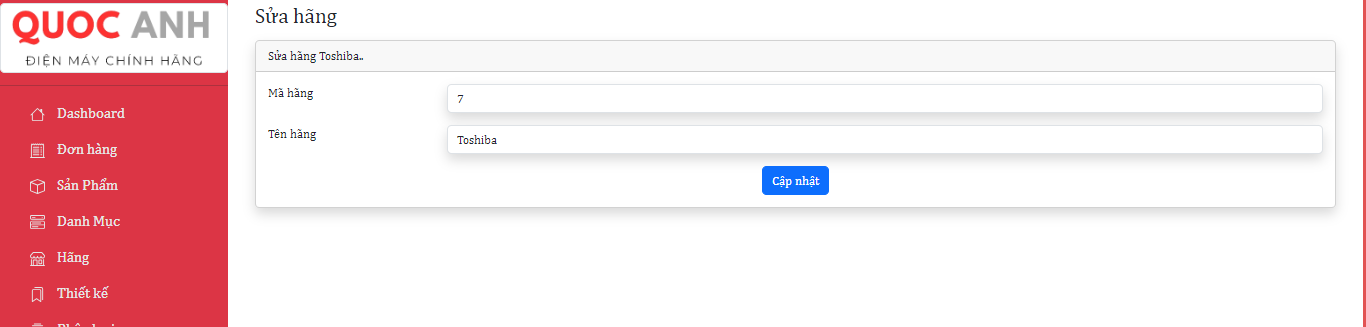 QUOC ANH
ĐIỆN MÁY CHÍNH HÃNG
Dashboard
Đơn hàng
Sản Phẩm
Danh Mục
Hãng
Thiết kế
Sửa hãng
Sửa hãng Toshiba..
Mã hãng
7
Tên hãng
Toshiba
Cập nhật